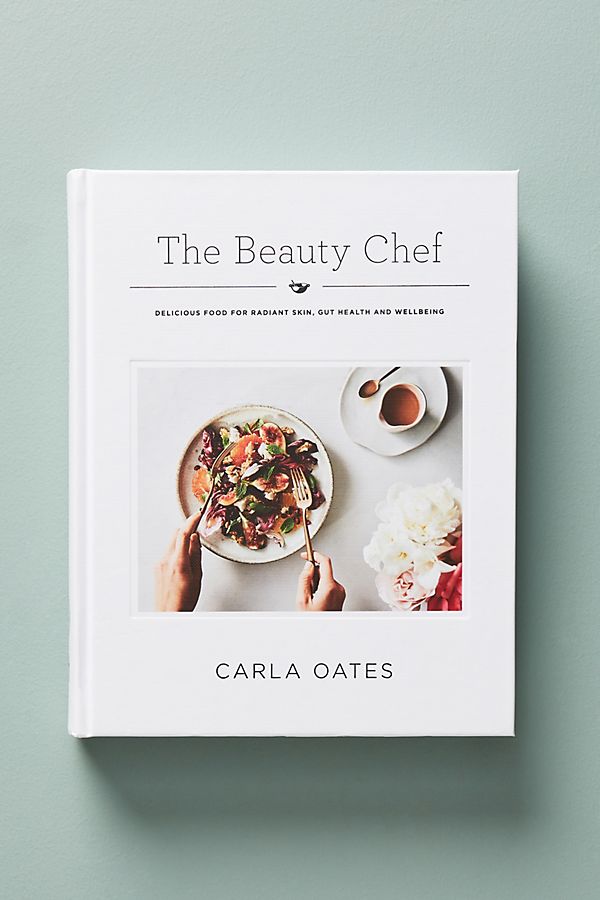 The Beauty Chef
DELICIOUS FOOD FOR RADIANT SKIN, GUT HEALTH AND WELLBEING
CARLA OATES